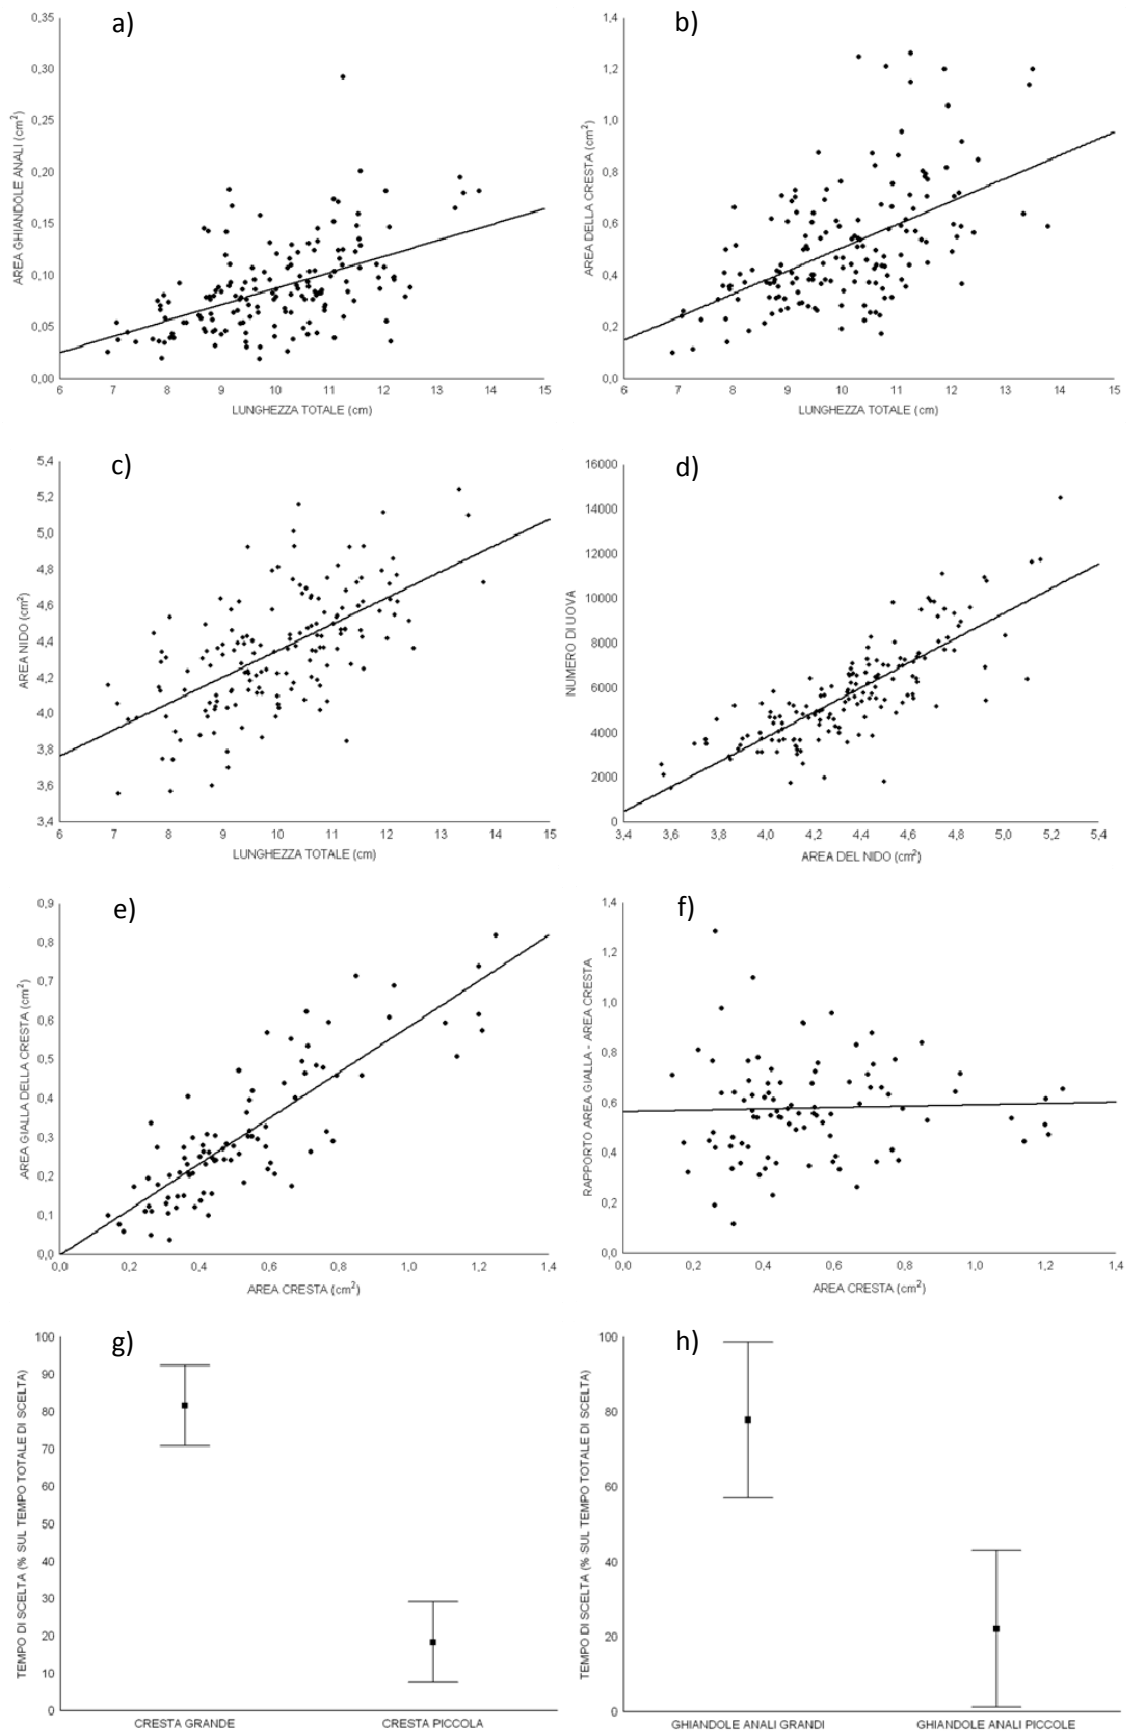 a)
AREA GHIANDOLE ANALI (cm²)
0,35
0,30
0,25
0,20
0,15
0,10
0,05
0,00
6 7 8 9 10 11 12 13 14 15
LUNGHEZZA TOTALE (cm)
b)
AREA DELLA CRESTA (cm²)
1,4
1,2
1,0
0,8
0,6
0,4
0,2
0,0
6 7 8 9 10 11 12 13 14 15
LUNGHEZZA TOTALE (cm)
c)
AREA NIDO (cm²)
5,4
5,2
5,0
4,8
4,6
4,4
4,2
4,0
3,8
3,6
3,4
6 7 8 9 10 11 12 13 14 15
LUNGHEZZA TOTALE (cm)
d)
NUMERO DI UOVA
16000
14000
12000
10000
8000
6000
4000
2000
0
3,4 3,6 3,8 4,0 4,2 4,4 4,6 4,8 5,0 5,2 5,4
AREA DEL NIDO (cm²)
e)
AREA GIALLA DELLA CRESTA (cm²)
0,9
0,8
0,7
0,6
0,5
0,4
0,3
0,2
0,1
0,0
0,0 0,2 0,4 0,6 0,8 1,0 1,2 1,4
AREA CRESTA (cm²)
f)
RAPPORTO AREA GIALLA - AREA CRESTA
1,4
1,2
1,0
0,8
0,6
0,4
0,2
0,0
0,0 0,2 0,4 0,6 0,8 1,0 1,2 1,4
AREA CRESTA (cm²)
g)
TEMPO DI SCELTA (% SUL TEMPO TOTALE DI SCELTA)
100
90
80
70
60
50
40
30
20
10
0
CRESTA GRANDE CRESTA PICCOLA
h)
TEMPO DI SCELTA (% SUL TEMPO TOTALE DI SCELTA)
100
80
60
40
20
0
GHIANDOLE ANALI GRANDI GHIANDOLE ANALI PICCOLE